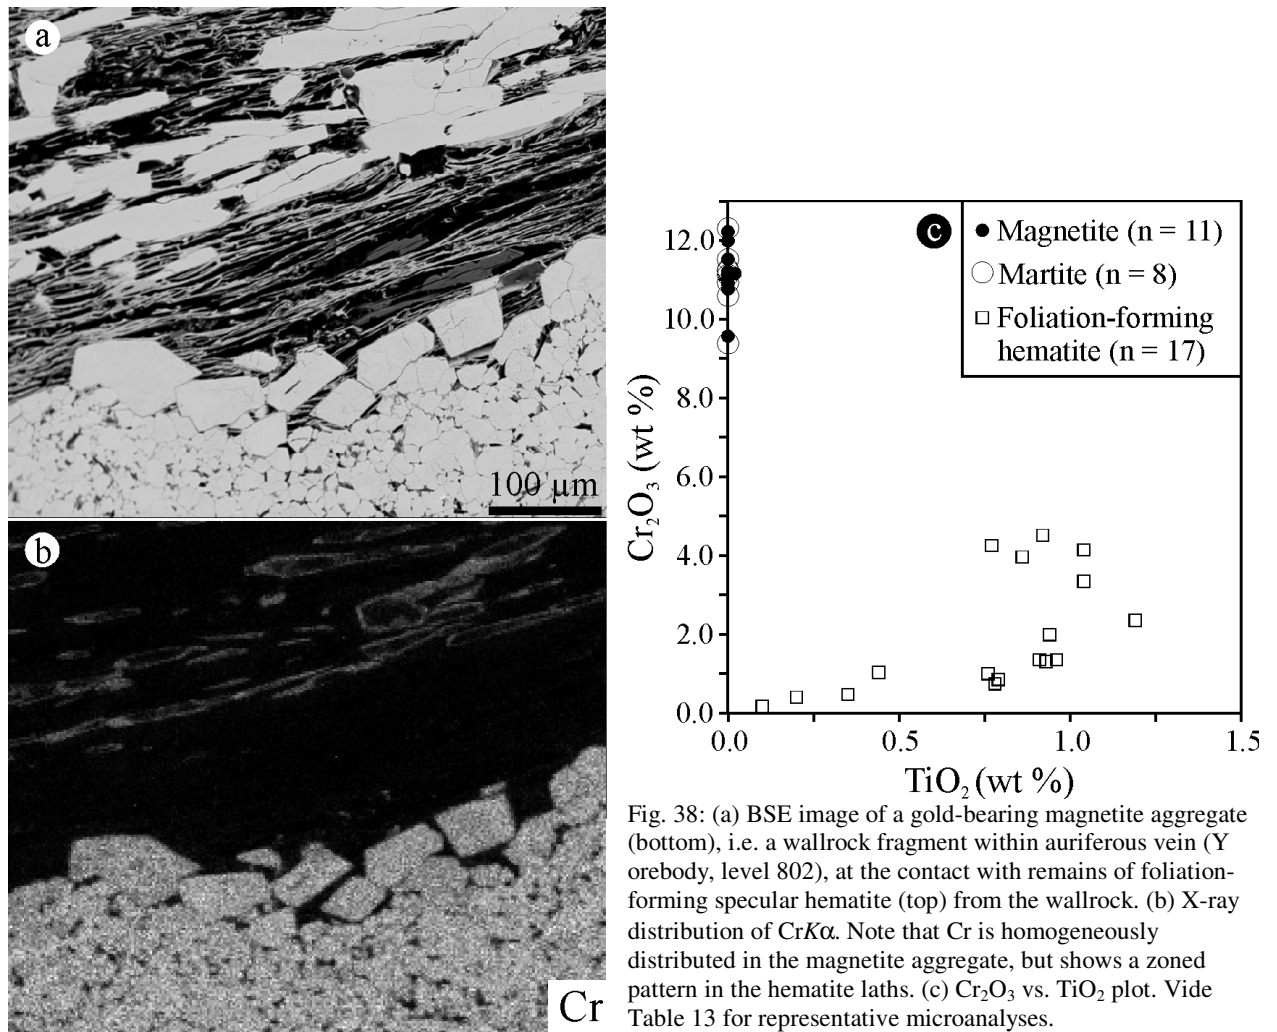 a
100 µm
b
Cr
c
Magnetite (n = 11)
Martite (n = 8)
Foliation-forming
hematite (n = 17)
12.0
10.0
8.0
6.0
4.0
2.0
0.0
Cr₂O₃ (wt %)
0.0 0.5 1.0 1.5
TiO₂ (wt %)
Fig. 38: (a) BSE image of a gold-bearing magnetite aggregate
(bottom), i.e. a wallrock fragment within auriferous vein (Y
orebody, level 802), at the contact with remains of foliation-
forming specular hematite (top) from the wallrock. (b) X-ray
distribution of CrKα. Note that Cr is homogeneously
distributed in the magnetite aggregate, but shows a zoned
pattern in the hematite laths. (c) Cr₂O₃ vs. TiO₂ plot. Vide
Table 13 for representative microanalyses.